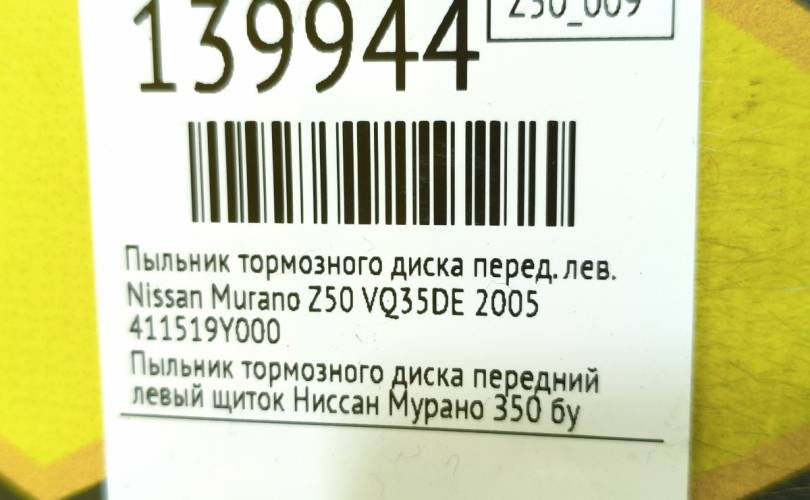 Z50_009
139944
Пыльник тормозного диска перед. лев.
Nissan Murano Z50 VQ35DE 2005
411519Y000
Пыльник тормозного диска передний
левый щиток Ниссан Мурано З50 бу